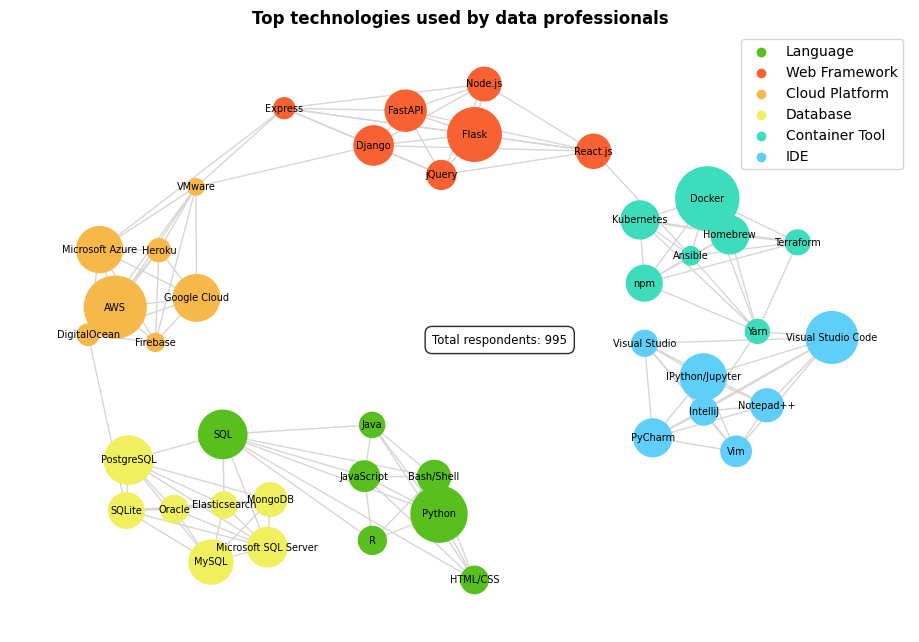 Top technologies used by data professionals
Language
Web Framework
Cloud Platform
Database
Container Tool
IDE
Node.js
Express
FastAPI
Flask
Django
React.js
jQuery
VMware
Docker
Kubernetes
Homebrew
Terraform
Microsoft Azure
Heroku
Ansible
npm
Google Cloud
AWS
DigitalOcean
Firebase
Yarn
Visual Studio
Visual Studio Code
Total respondents: 995
IPython/Jupyter
IntelliJ
Notepad++
PyCharm
Vim
SQL
Java
PostgreSQL
JavaScript
Bash/Shell
SQLite
Oracle
Elasticsearch
MongoDB
Python
Microsoft SQL Server
R
MySQL
HTML/CSS